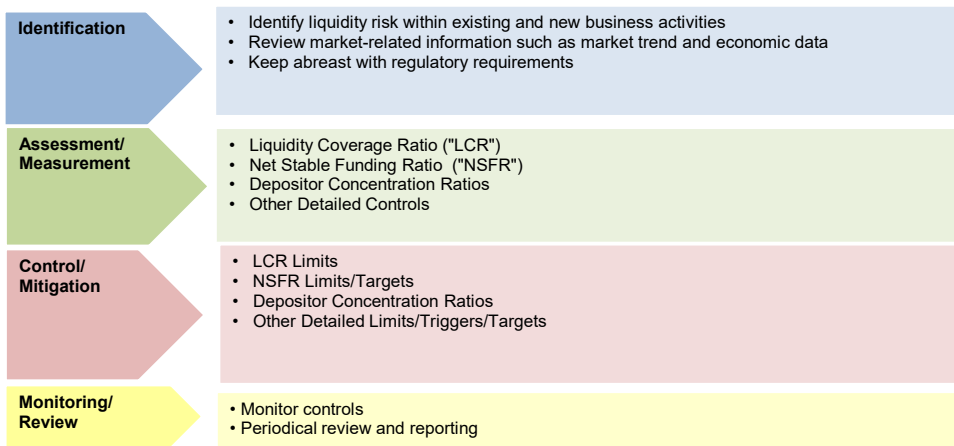 Identification
• Identify liquidity risk within existing and new business activities
• Review market-related information such as market trend and economic data
• Keep abreast with regulatory requirements
Assessment/
Measurement
• Liquidity Coverage Ratio ("LCR")
• Net Stable Funding Ratio ("NSFR")
• Depositor Concentration Ratios
• Other Detailed Controls
Control/
Mitigation
• LCR Limits
• NSFR Limits/Targets
• Depositor Concentration Ratios
• Other Detailed Limits/Triggers/Targets
Monitoring/
Review
• Monitor controls
• Periodical review and reporting